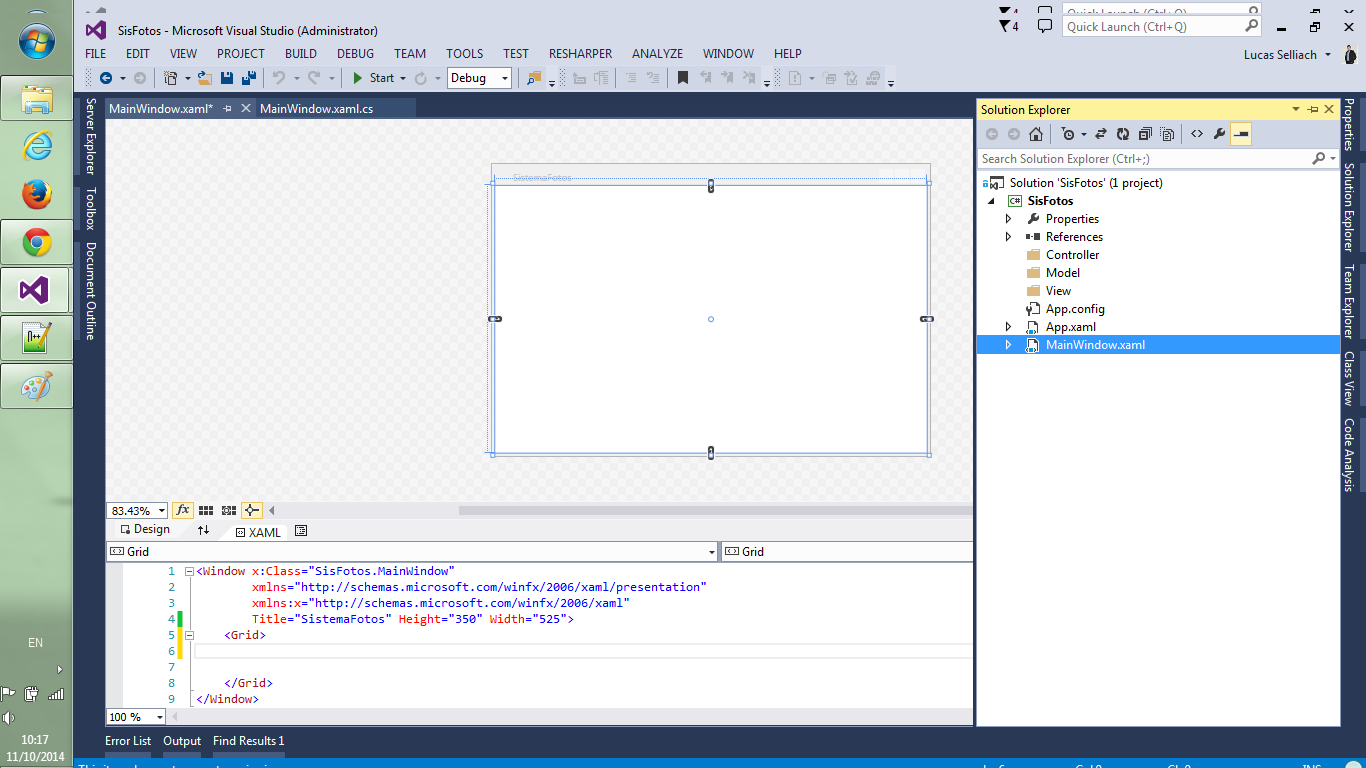 4
Quick Launch (Ctrl+Q)
SisFotos - Microsoft Visual Studio (Administrator)
4
Quick Launch (Ctrl+Q)
FILE EDIT VIEW PROJECT BUILD DEBUG TEAM TOOLS TEST RESHARPER ANALYZE WINDOW HELP
Lucas Selliach
Start
Debug
Server Explorer
Toolbox
Document Outline
MainWindow.xaml*
MainWindow.xaml.cs
SistemaFotos
83.43%
fx
Design
XAML
Grid
Grid
1 <Window x:Class="SisFotos.MainWindow"
2 xmlns="http://schemas.microsoft.com/winfx/2006/xaml/presentation"
3 xmlns:x="http://schemas.microsoft.com/winfx/2006/xaml"
4 Title="SistemaFotos" Height="350" Width="525">
5 <Grid>
6
7
8 </Grid>
9 </Window>
100 %
Error List Output Find Results 1
Solution Explorer
Search Solution Explorer (Ctrl+;)
Solution 'SisFotos' (1 project)
C# SisFotos
Properties
References
Controller
Model
View
App.config
App.xaml
MainWindow.xaml
Properties
Solution Explorer
Team Explorer
Class View
Code Analysis
EN
10:17
11/10/2014